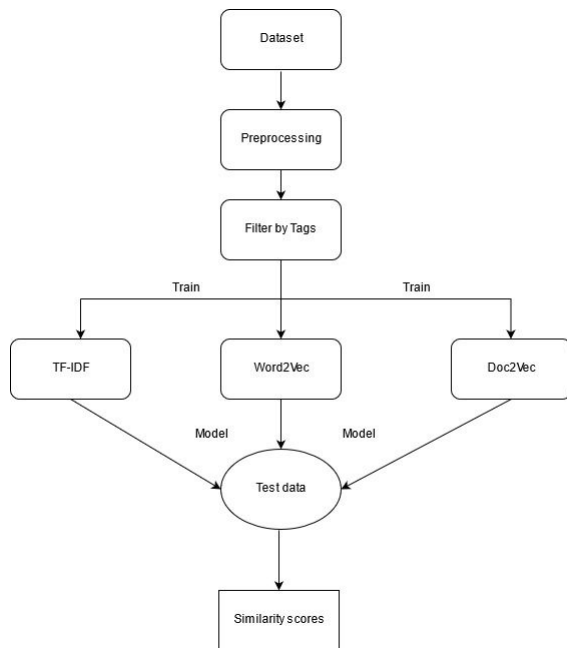 Dataset
Preprocessing
Filter by Tags
Train
Train
TF-IDF
Word2Vec
Doc2Vec
Model
Model
Test data
Similarity scores